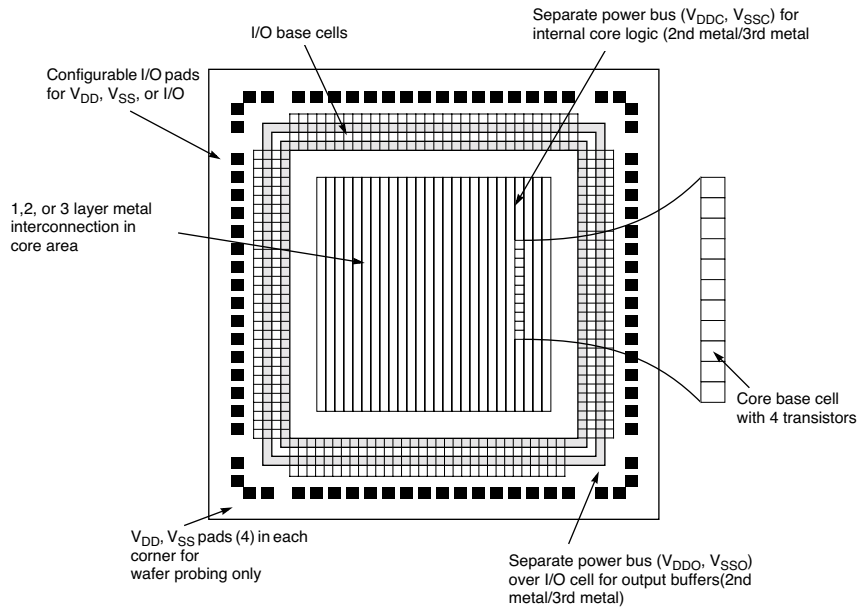 Separate power bus (VDDC, VSSC) for
internal core logic (2nd metal/3rd metal
I/O base cells
Configurable I/O pads
for VDD, VSS, or I/O
1,2, or 3 layer metal
interconnection in
core area
Core base cell
with 4 transistors
VDD, VSS pads (4) in each
corner for
wafer probing only
Separate power bus (VDDO, VSSO)
over I/O cell for output buffers(2nd
metal/3rd metal)